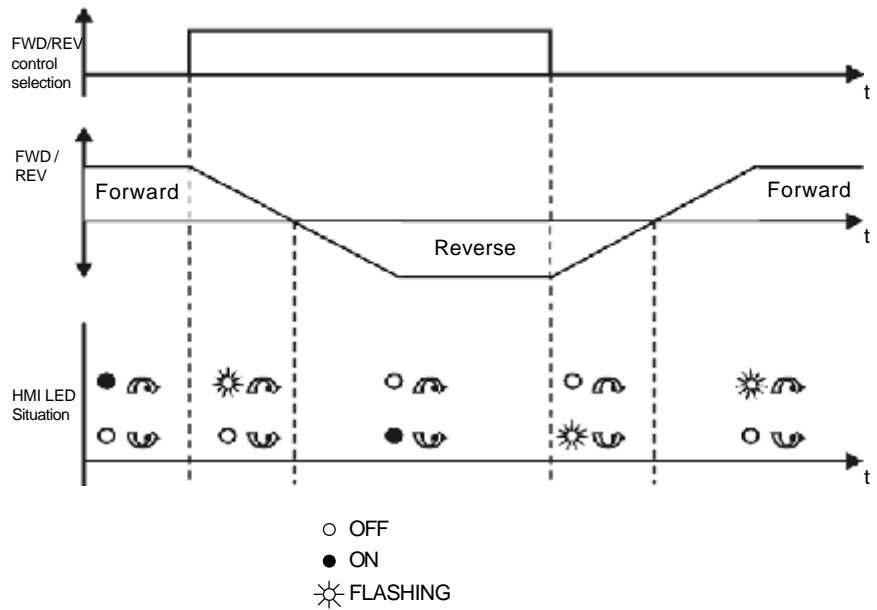 FWD/REV
control
selection
t
FWD /
REV
Forward
Forward
t
Reverse
HMI LED
Situation
t
OFF
ON
FLASHING